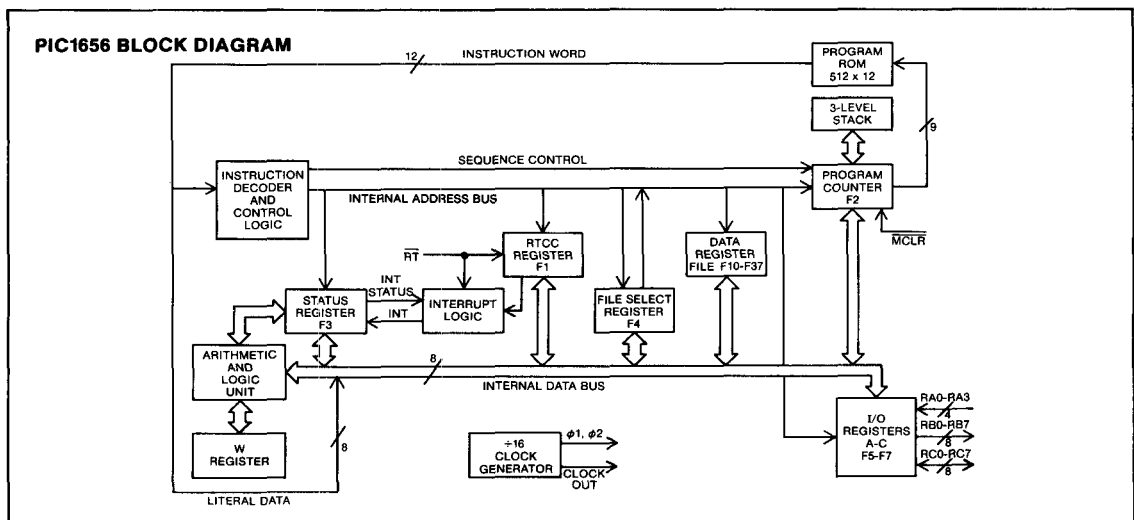 PIC1656 BLOCK DIAGRAM
12
INSTRUCTION WORD
PROGRAM
ROM
512 x 12
3-LEVEL
STACK
9
SEQUENCE CONTROL
INSTRUCTION
DECODER
AND
CONTROL
LOGIC
INTERNAL ADDRESS BUS
PROGRAM
COUNTER
F2
MCLR
RT
RTCC
REGISTER
F1
DATA
REGISTER
FILE F10-F37
INT
STATUS
INT
STATUS
REGISTER
F3
INTERRUPT
LOGIC
FILE SELECT
REGISTER
F4
ARITHMETIC
AND
LOGIC
UNIT
8
INTERNAL DATA BUS
W
REGISTER
8
LITERAL DATA
÷16
CLOCK
GENERATOR
ϕ1, ϕ2
CLOCK
OUT
I/O
REGISTERS
A-C
F5-F7
RA0-RA3
4
RB0-RB7
8
RC0-RC7
8